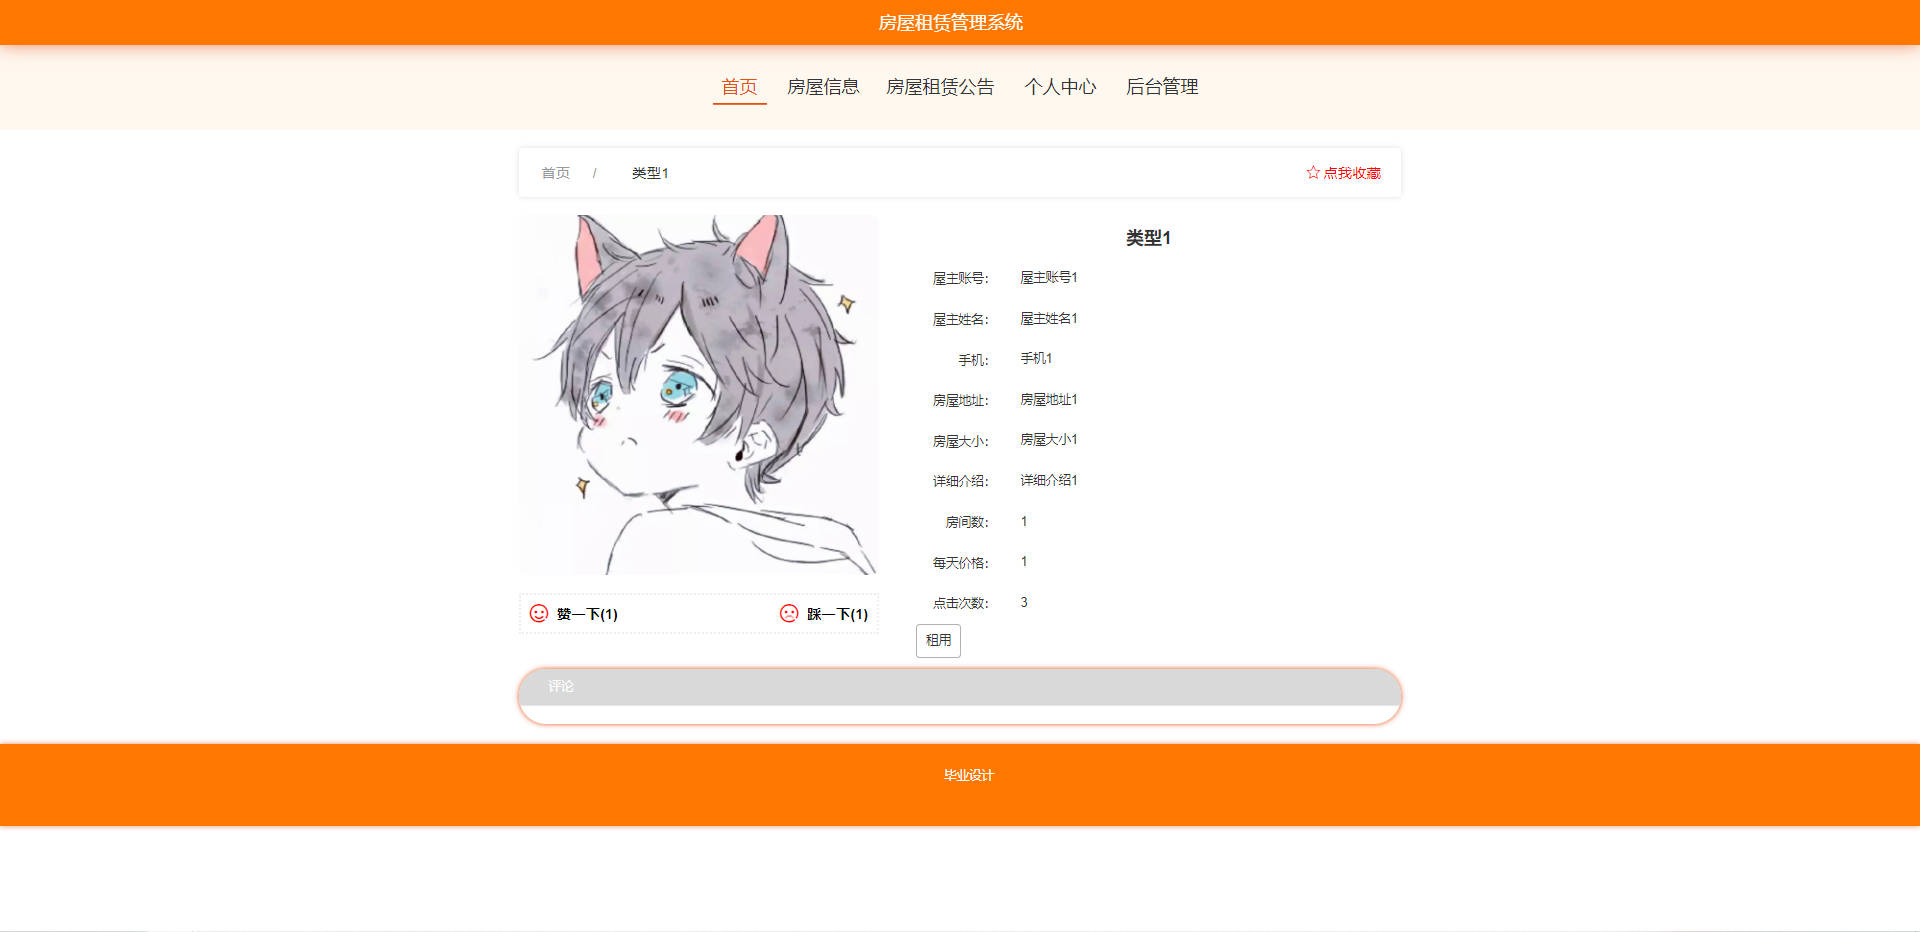 房屋租赁管理系统
首页 房屋信息 房屋租赁公告 个人中心 后台管理
首页 / 类型1 ☆点我收藏
类型1
屋主账号: 屋主账号1
屋主姓名: 屋主姓名1
手机: 手机1
房屋地址: 房屋地址1
房屋大小: 房屋大小1
详细介绍: 详细介绍1
房间数: 1
每天价格: 1
点击次数: 3
赞一下(1) 踩一下(1)
租用
评论
毕业设计